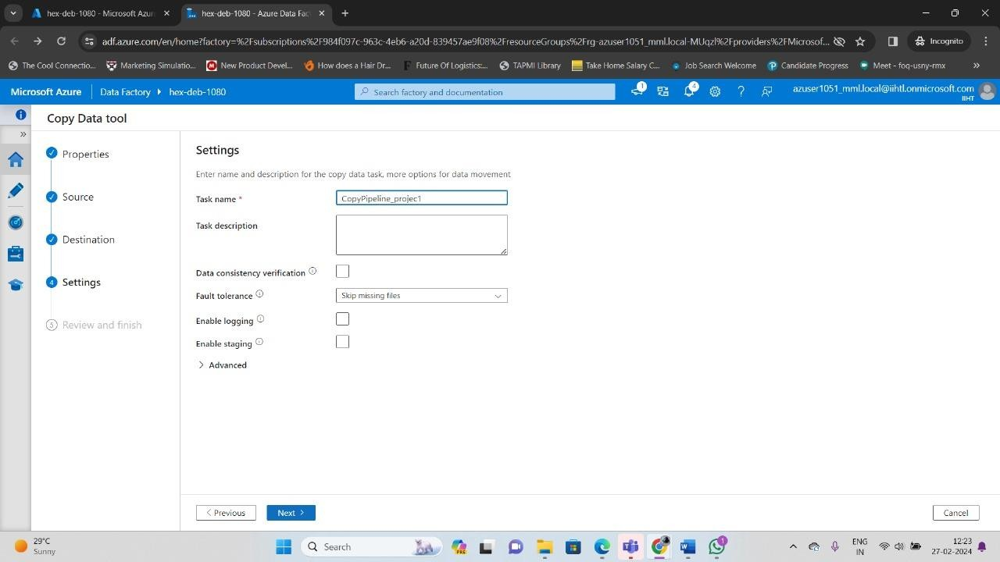 hex-deb-1080 - Microsoft Azur
hex-deb-1080 - Azure Data Fac
adf.azure.com/en/home?factory=%2Fsubscriptions%2F984f097c-963c-4eb6-a20d-839457ae9f08%2FresourceGroups%2Frg-azuser1051_mml.local-MUqzl%2Fproviders%2FMicrosof...
Incognito
The Cool Connectio...
Marketing Simulatio...
New Product Devel...
How does a Hair Dr...
Future Of Logistics:...
TAPMI Library
Take Home Salary C...
Job Search Welcome
Candidate Progress
Meet - foq-usny-rmx
Microsoft Azure
Data Factory
hex-deb-1080
Search factory and documentation
1
4
azuser1051_mml.local@iihtl.onmicrosoft.com
IIHT
Copy Data tool
Properties
Source
Destination
4 Settings
5 Review and finish
Settings
Enter name and description for the copy data task, more options for data movement
Task name *
CopyPipeline_projec1
Task description
Data consistency verification
Fault tolerance
Skip missing files
Enable logging
Enable staging
Advanced
Previous
Next
Cancel
29°C
Sunny
Search
PRE
1
ENG
IN
12:23
27-02-2024